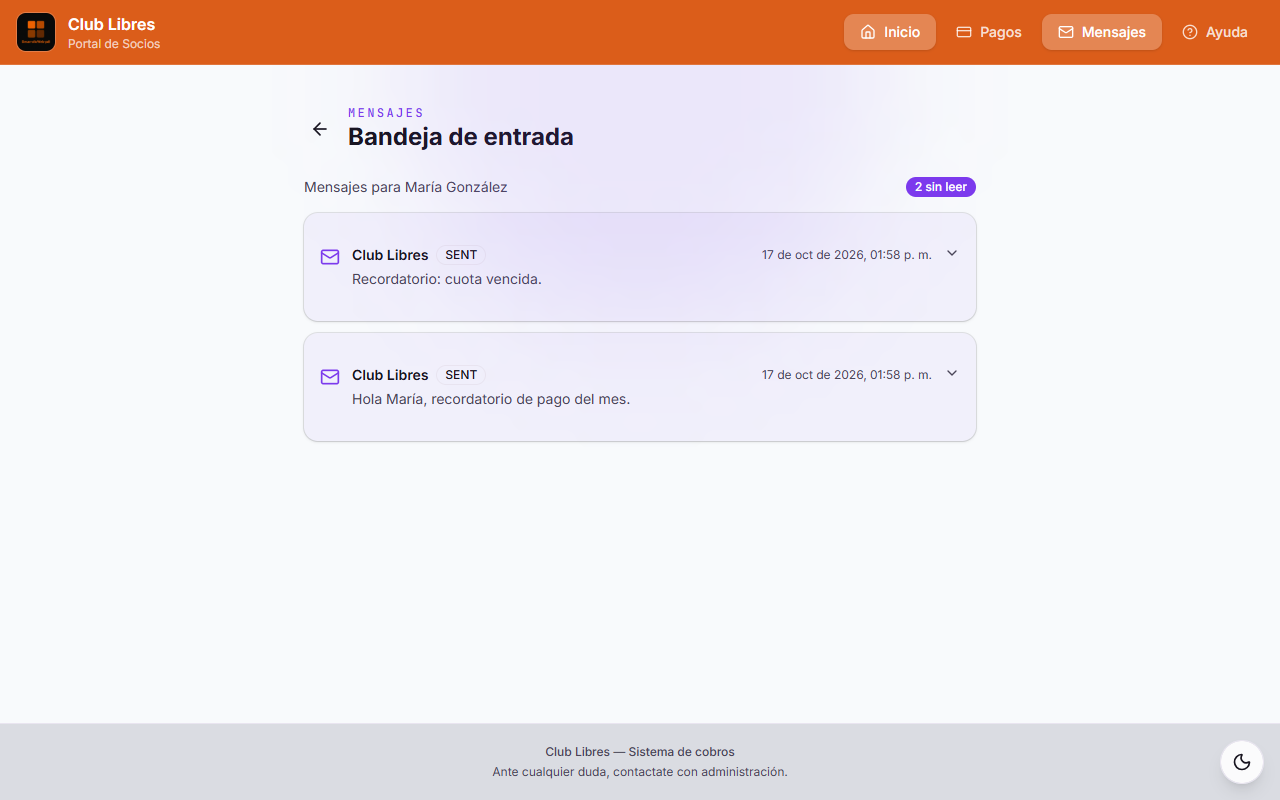 Club Libres
Portal de Socios
Inicio
Pagos
Mensajes
Ayuda
MENSAJES
Bandeja de entrada
Mensajes para María González
2 sin leer
Club Libres SENT 17 de oct de 2026, 01:58 p. m.
Recordatorio: cuota vencida.
Club Libres SENT 17 de oct de 2026, 01:58 p. m.
Hola María, recordatorio de pago del mes.
Club Libres — Sistema de cobros
Ante cualquier duda, contactate con administración.